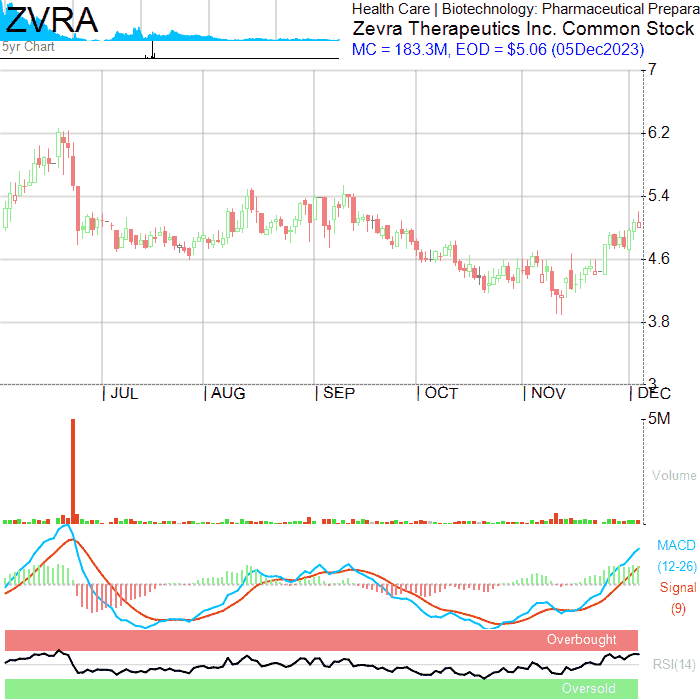 ZVRA
5yr Chart
Health Care | Biotechnology: Pharmaceutical Prepara
Zevra Therapeutics Inc. Common Stock
MC = 183.3M, EOD = $5.06 (05Dec2023)
7
6.2
5.4
4.6
3.8
3
| JUL | AUG | SEP | OCT | NOV | DEC
5M
Volume
MACD
(12-26)
Signal
(9)
Overbought
RSI(14)
Oversold